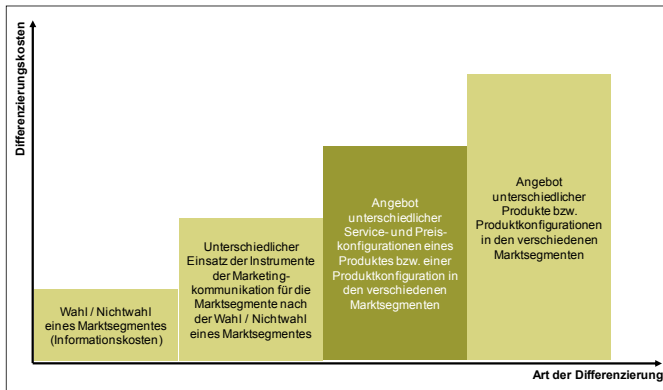 Differenzierungskosten
Wahl / Nichtwahl
eines Marktsegmentes
(Informationskosten)
Unterschiedlicher
Einsatz der Instrumente
der Marketing-
kommunikation für die
Marktsegmente nach
der Wahl / Nichtwahl
eines Marktsegmentes
Angebot
unterschiedlicher
Service- und Preis-
konfigurationen eines
Produktes bzw. einer
Produktkonfiguration in
den verschiedenen
Marktsegmenten
Angebot
unterschiedlicher
Produkte bzw.
Produktkonfigurationen
in den verschiedenen
Marktsegmenten
Art der Differenzierung